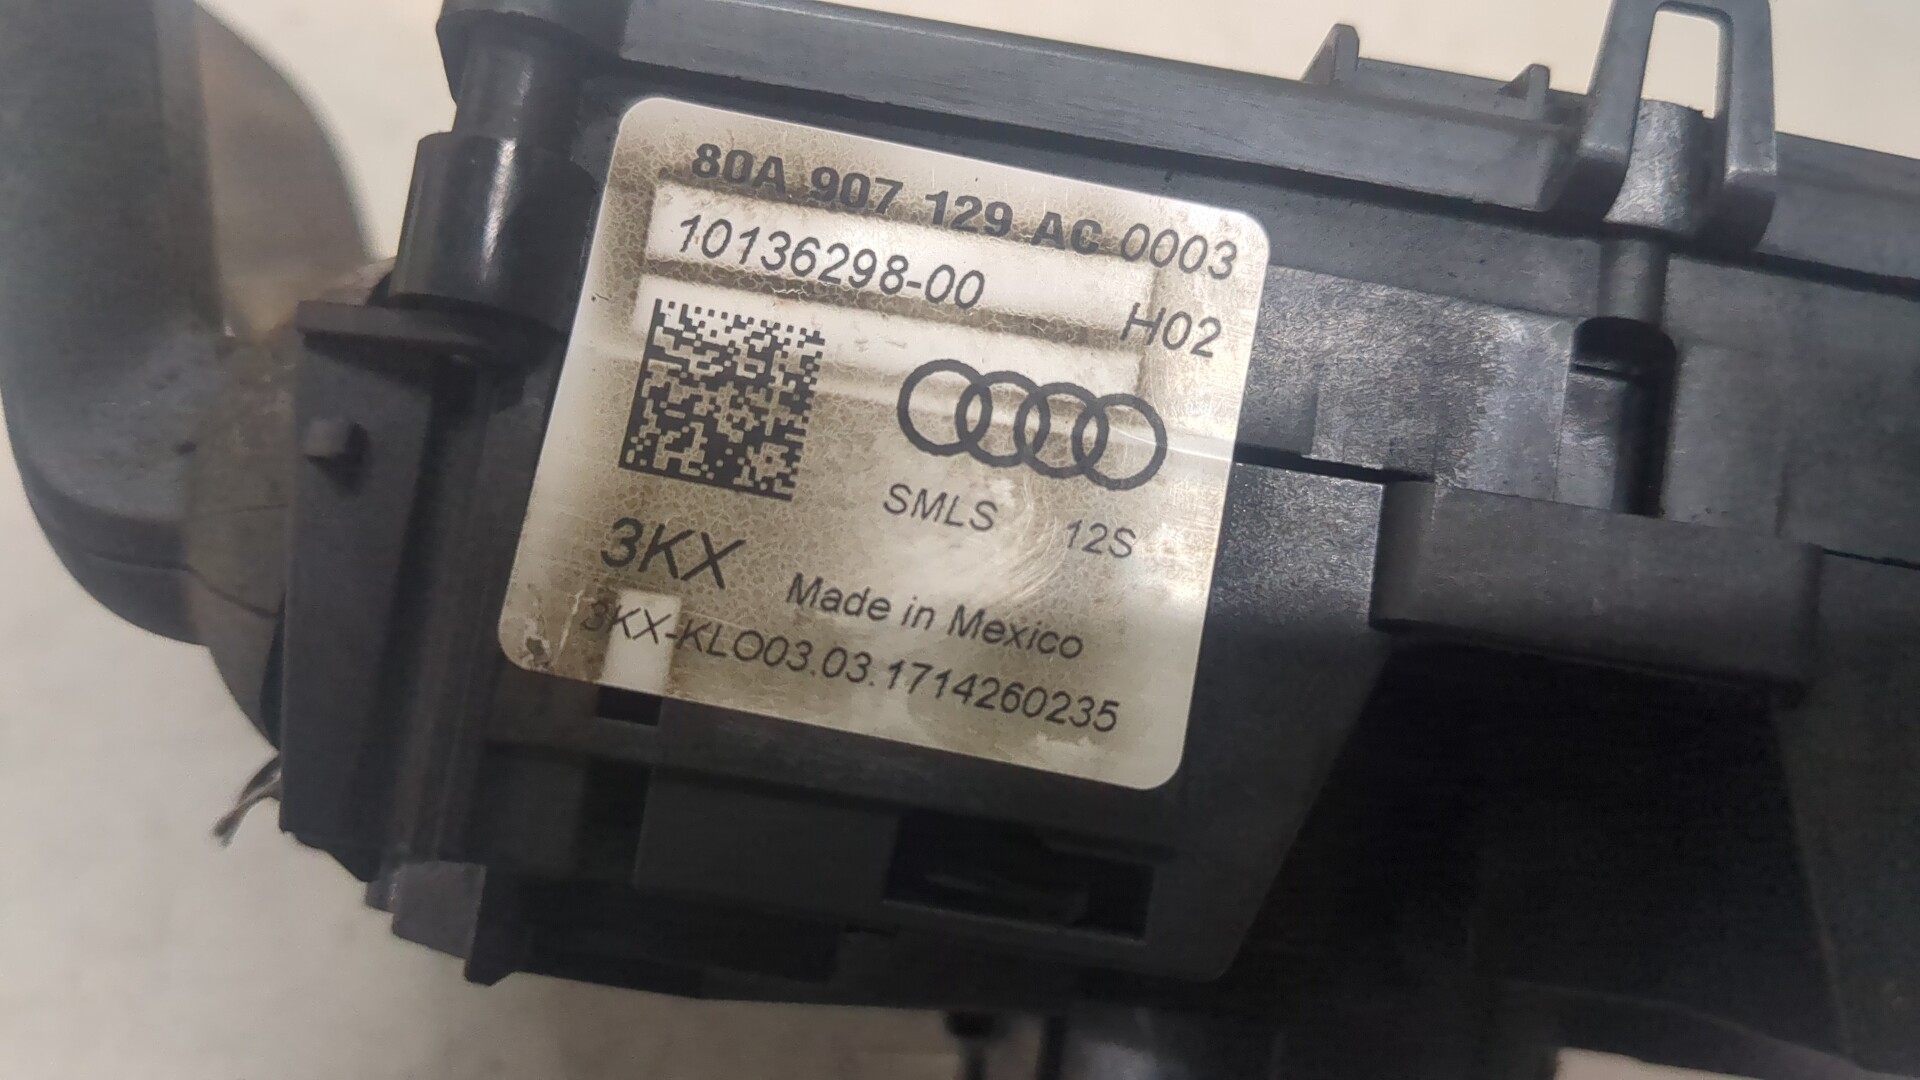 80A 907 129 AC 0003
10136298-00
H02
SMLS 12S
3KX
Made in Mexico
3KX-KLO03.03.1714260235